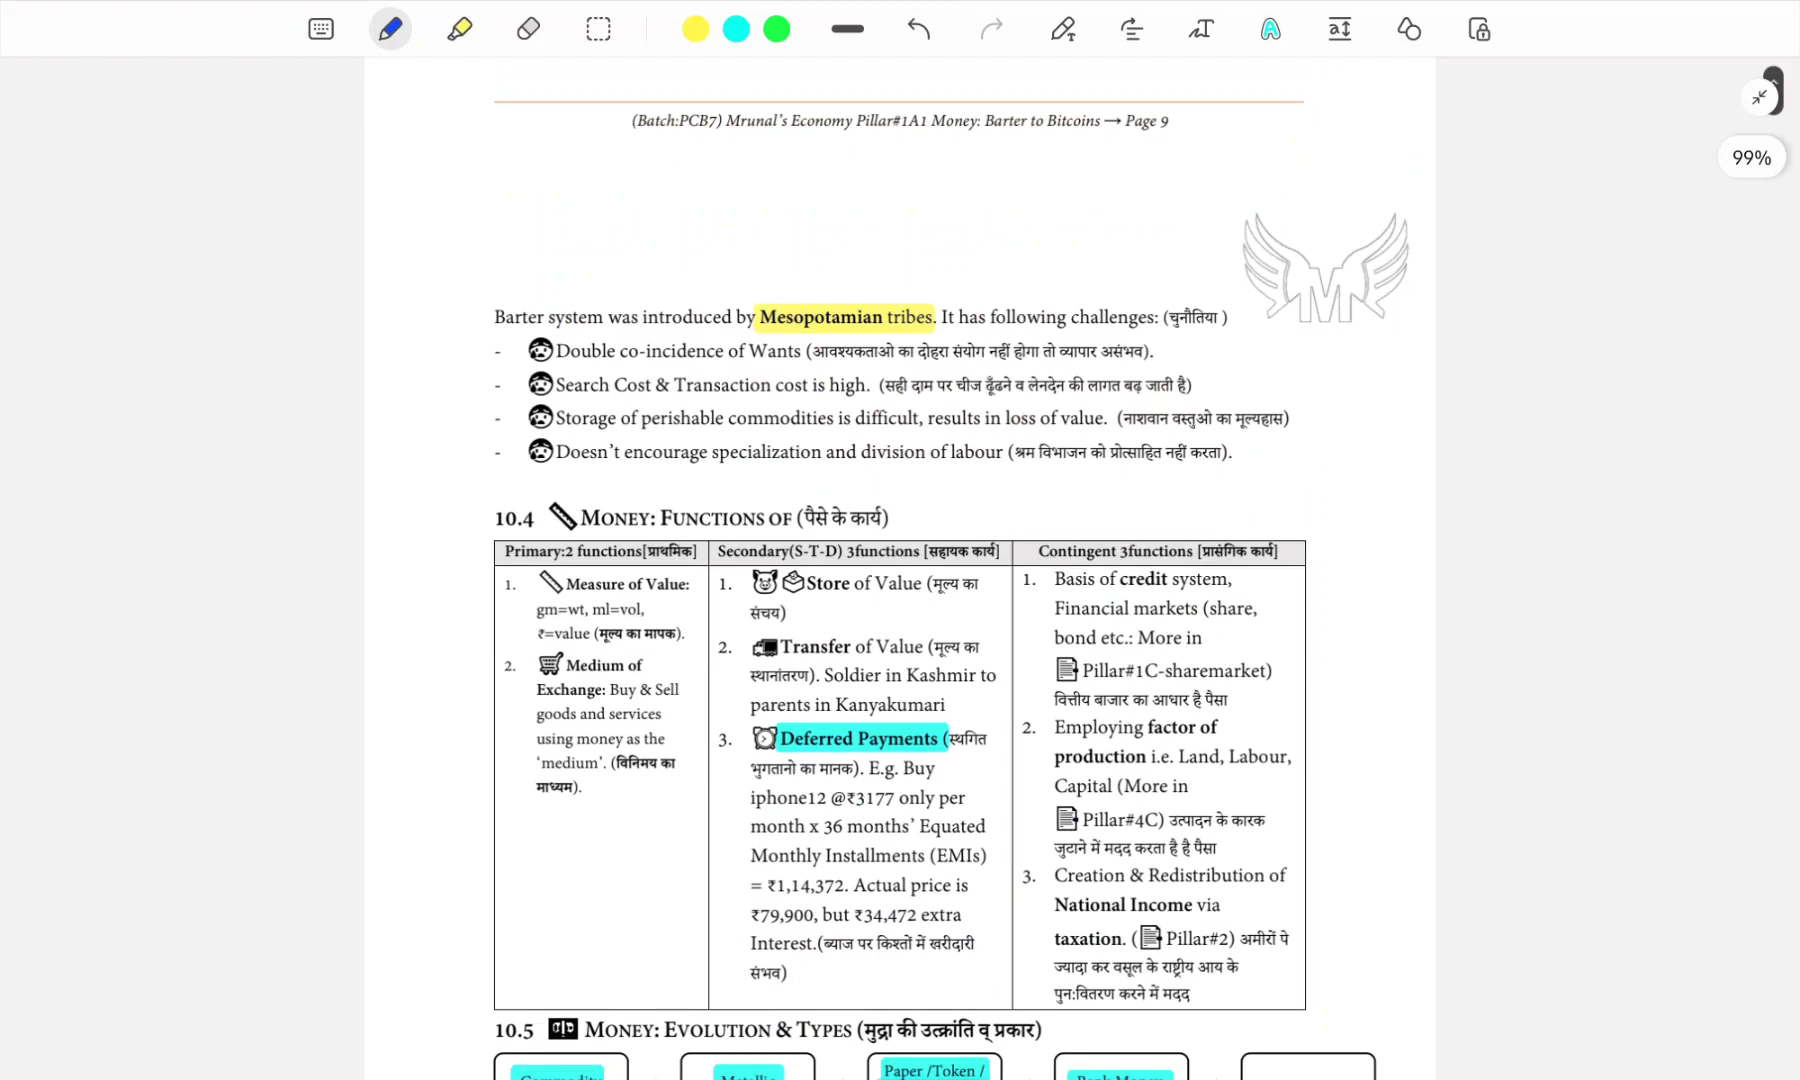 99%
(Batch:PCB7) Mrunal's Economy Pillar#1A1 Money: Barter to Bitcoins → Page 9
Barter system was introduced by Mesopotamian tribes. It has following challenges: (चुनौतिया )
- Double co-incidence of Wants (आवश्यकताओ का दोहरा संयोग नहीं होगा तो व्यापार असंभव).
- Search Cost & Transaction cost is high. (सही दाम पर चीज ढूँढने व लेनदेन की लागत बढ़ जाती है)
- Storage of perishable commodities is difficult, results in loss of value. (नाशवान वस्तुओ का मूल्यहास)
- Doesn't encourage specialization and division of labour (श्रम विभाजन को प्रोत्साहित नहीं करता).
10.4 MONEY: FUNCTIONS OF (पैसे के कार्य)
Primary:2 functions[प्राथमिक]
1. Measure of Value:
gm=wt, ml=vol,
₹=value (मूल्य का मापक).
2. Medium of
Exchange: Buy & Sell
goods and services
using money as the
'medium'. (विनिमय का
माध्यम).
Secondary(S-T-D) 3functions [सहायक कार्य]
1. Store of Value (मूल्य का
संचय)
2. Transfer of Value (मूल्य का
स्थानांतरण). Soldier in Kashmir to
parents in Kanyakumari
3. Deferred Payments (स्थगित
भुगतानो का मानक). E.g. Buy
iphone12 @₹3177 only per
month x 36 months' Equated
Monthly Installments (EMIs)
= ₹1,14,372. Actual price is
₹79,900, but ₹34,472 extra
Interest.(ब्याज पर किश्तों में खरीदारी
संभव)
Contingent 3functions [प्रासंगिक कार्य]
1. Basis of credit system,
Financial markets (share,
bond etc.: More in
Pillar#1C-sharemarket)
वित्तीय बाजार का आधार है पैसा
2. Employing factor of
production i.e. Land, Labour,
Capital (More in
Pillar#4C) उत्पादन के कारक
जुटाने में मदद करता है है पैसा
3. Creation & Redistribution of
National Income via
taxation. (Pillar#2) अमीरों पे
ज्यादा कर वसूल के राष्ट्रीय आय के
पुन:वितरण करने में मदद
10.5 MONEY: EVOLUTION & TYPES (मुद्रा की उत्क्रांति व् प्रकार)
Commodity
Metallic
Paper /Token /
Bank Money